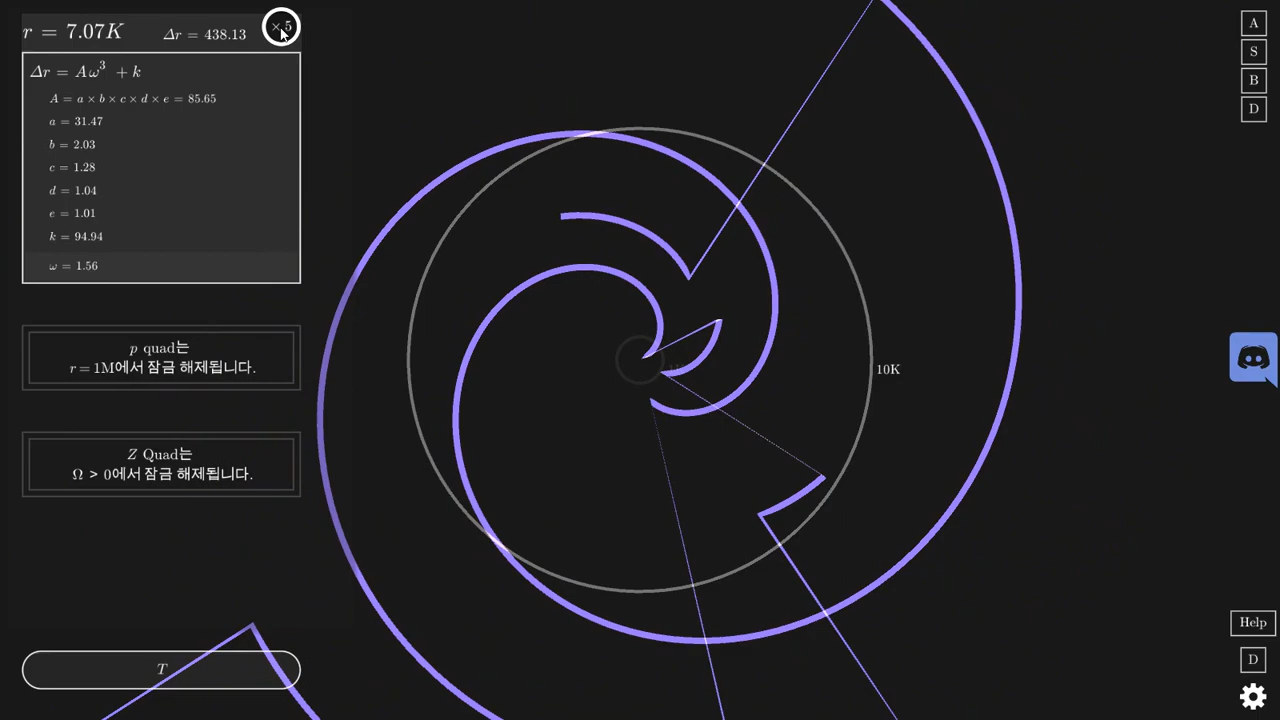 r = 7.07K
Δr = 438.13
×5
Δr = Aω³ + k
A = a × b × c × d × e = 85.65
a = 31.47
b = 2.03
c = 1.28
d = 1.04
e = 1.01
k = 94.94
ω = 1.56
p quad는
r = 1M에서 잠금 해제됩니다.
Z Quad는
Ω > 0에서 잠금 해제됩니다.
T
10K
A
S
B
D
Help
D